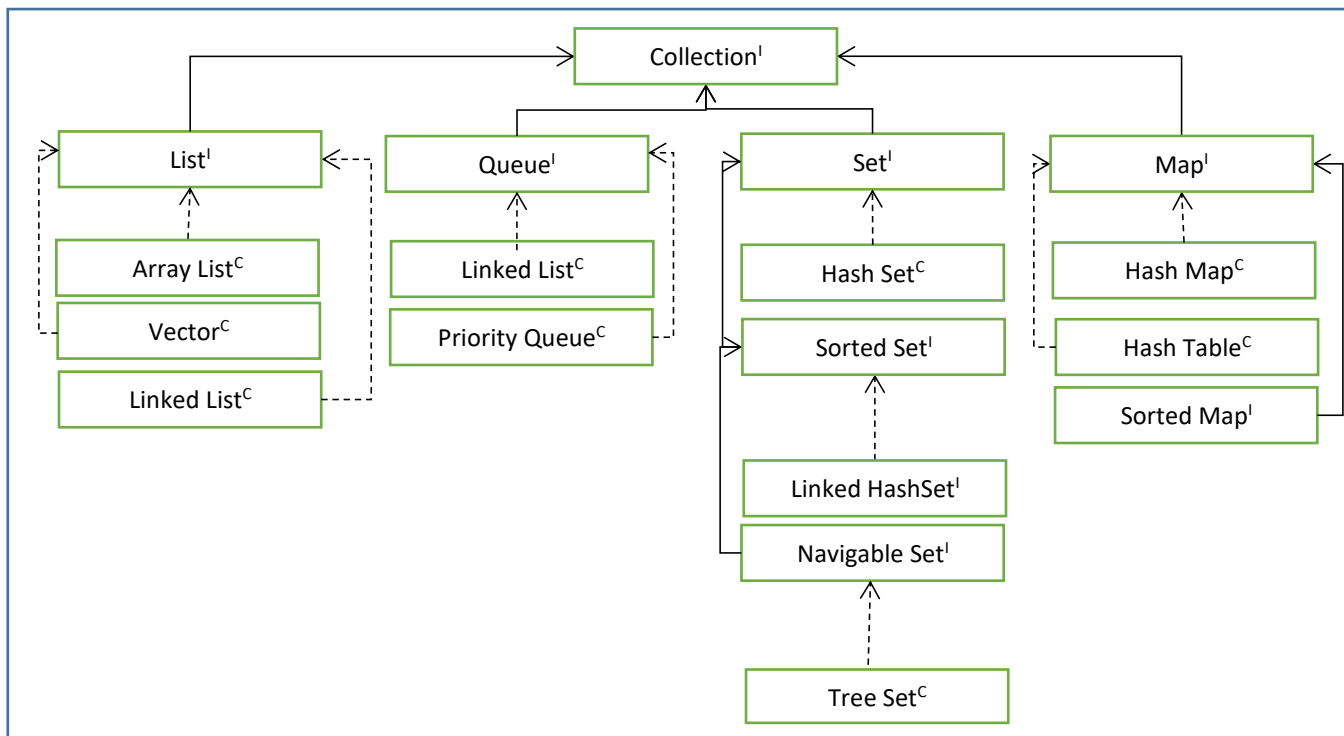 Collection^I
List^I
Queue^I
Set^I
Map^I
Array List^C
Linked List^C
Hash Set^C
Hash Map^C
Vector^C
Priority Queue^C
Sorted Set^I
Hash Table^C
Linked List^C
Sorted Map^I
Linked HashSet^I
Navigable Set^I
Tree Set^C